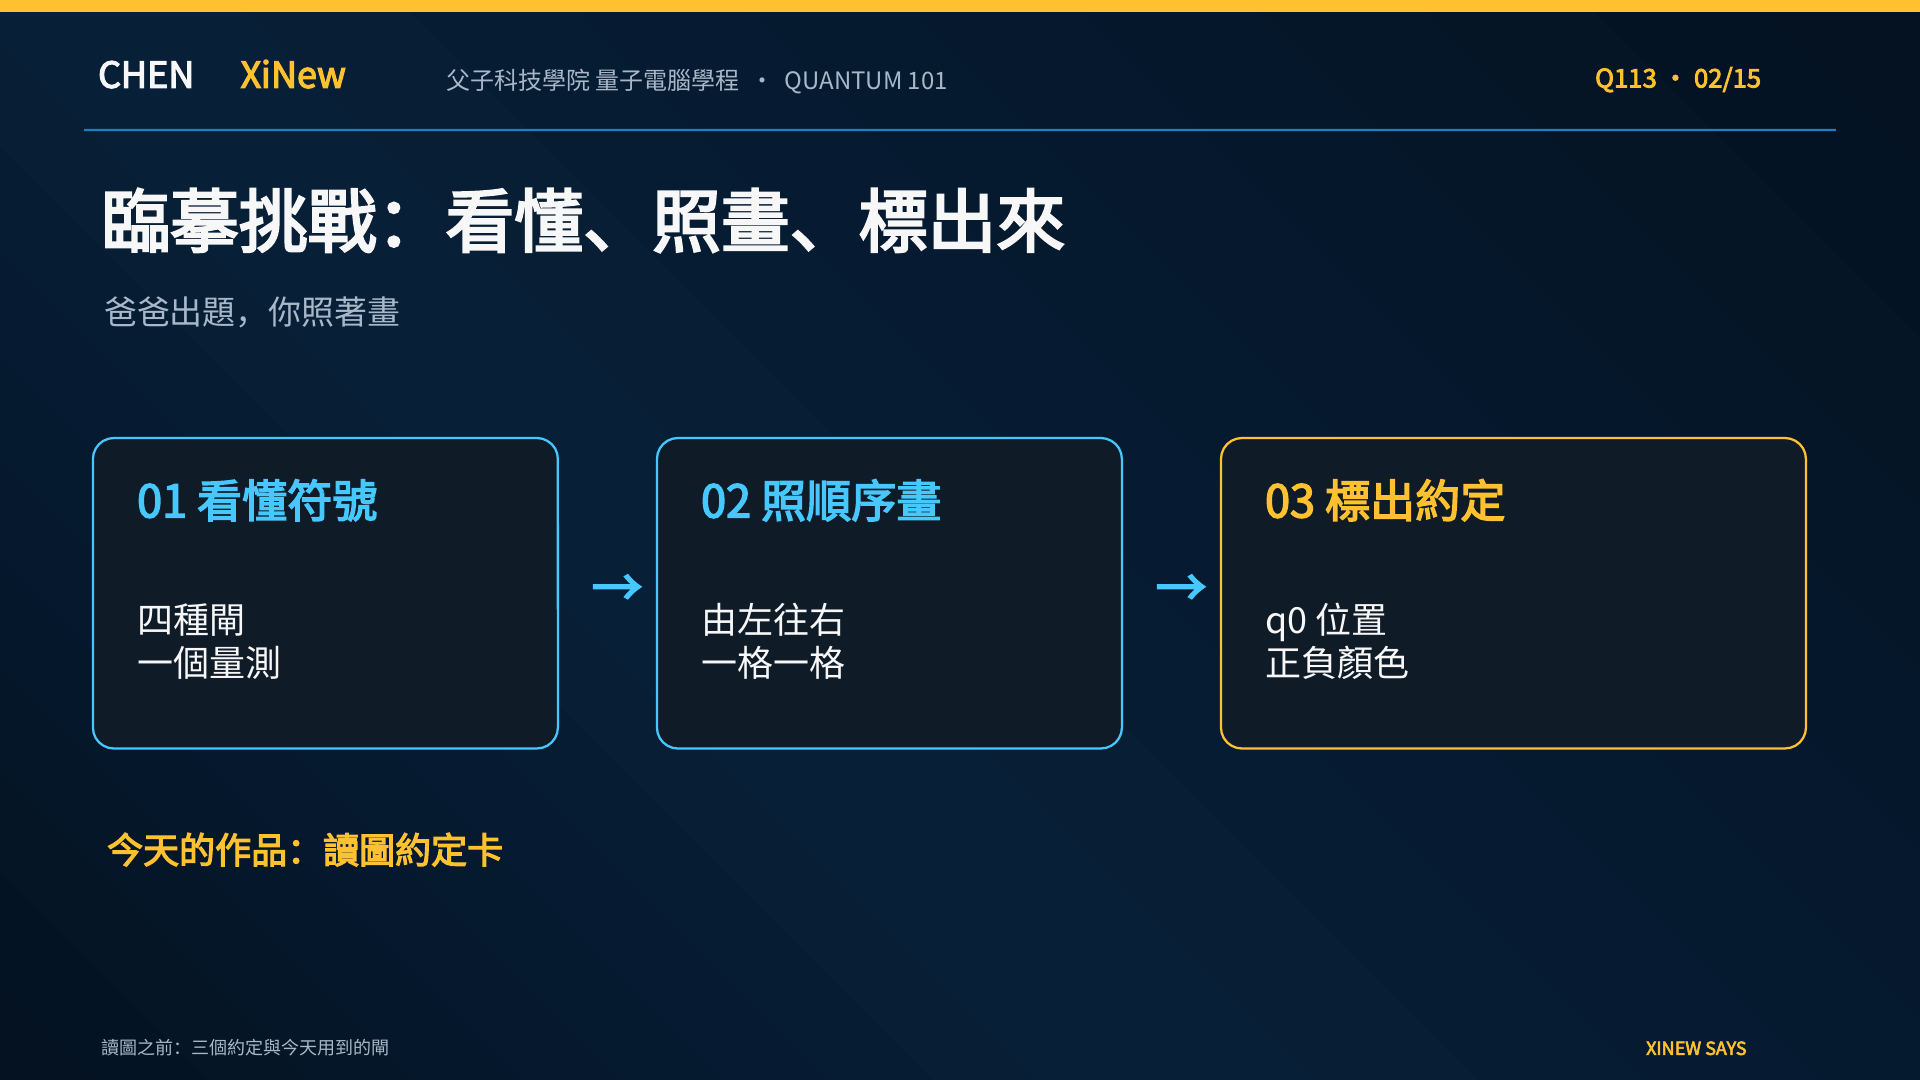 CHEN XiNew 父子科技學院 量子電腦學程 • QUANTUM 101 Q113 • 02/15
臨摹挑戰：看懂、照畫、標出來
爸爸出題，你照著畫
01 看懂符號
四種閘
一個量測
→
02 照順序畫
由左往右
一格一格
→
03 標出約定
q0 位置
正負顏色
今天的作品：讀圖約定卡
讀圖之前：三個約定與今天用到的閘
XINEW SAYS